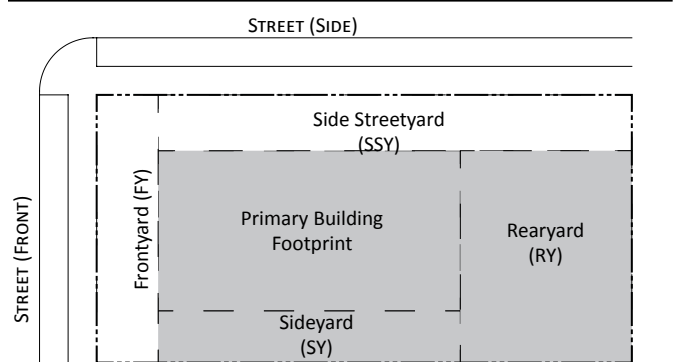 STREET (SIDE)
Side Streetyard
(SSY)
Frontyard (FY)
STREET (FRONT)
Primary Building
Footprint
Rearyard
(RY)
Sideyard
(SY)